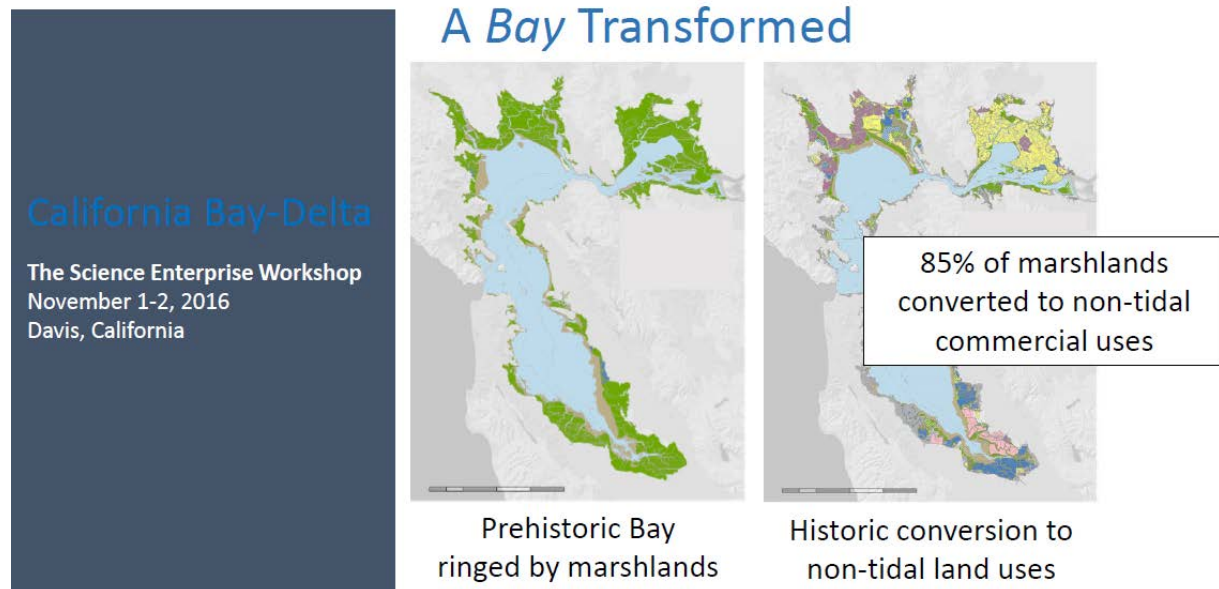 A Bay Transformed
California Bay-Delta
The Science Enterprise Workshop
November 1-2, 2016
Davis, California
85% of marshlands
converted to non-tidal
commercial uses
Prehistoric Bay
ringed by marshlands
Historic conversion to
non-tidal land uses